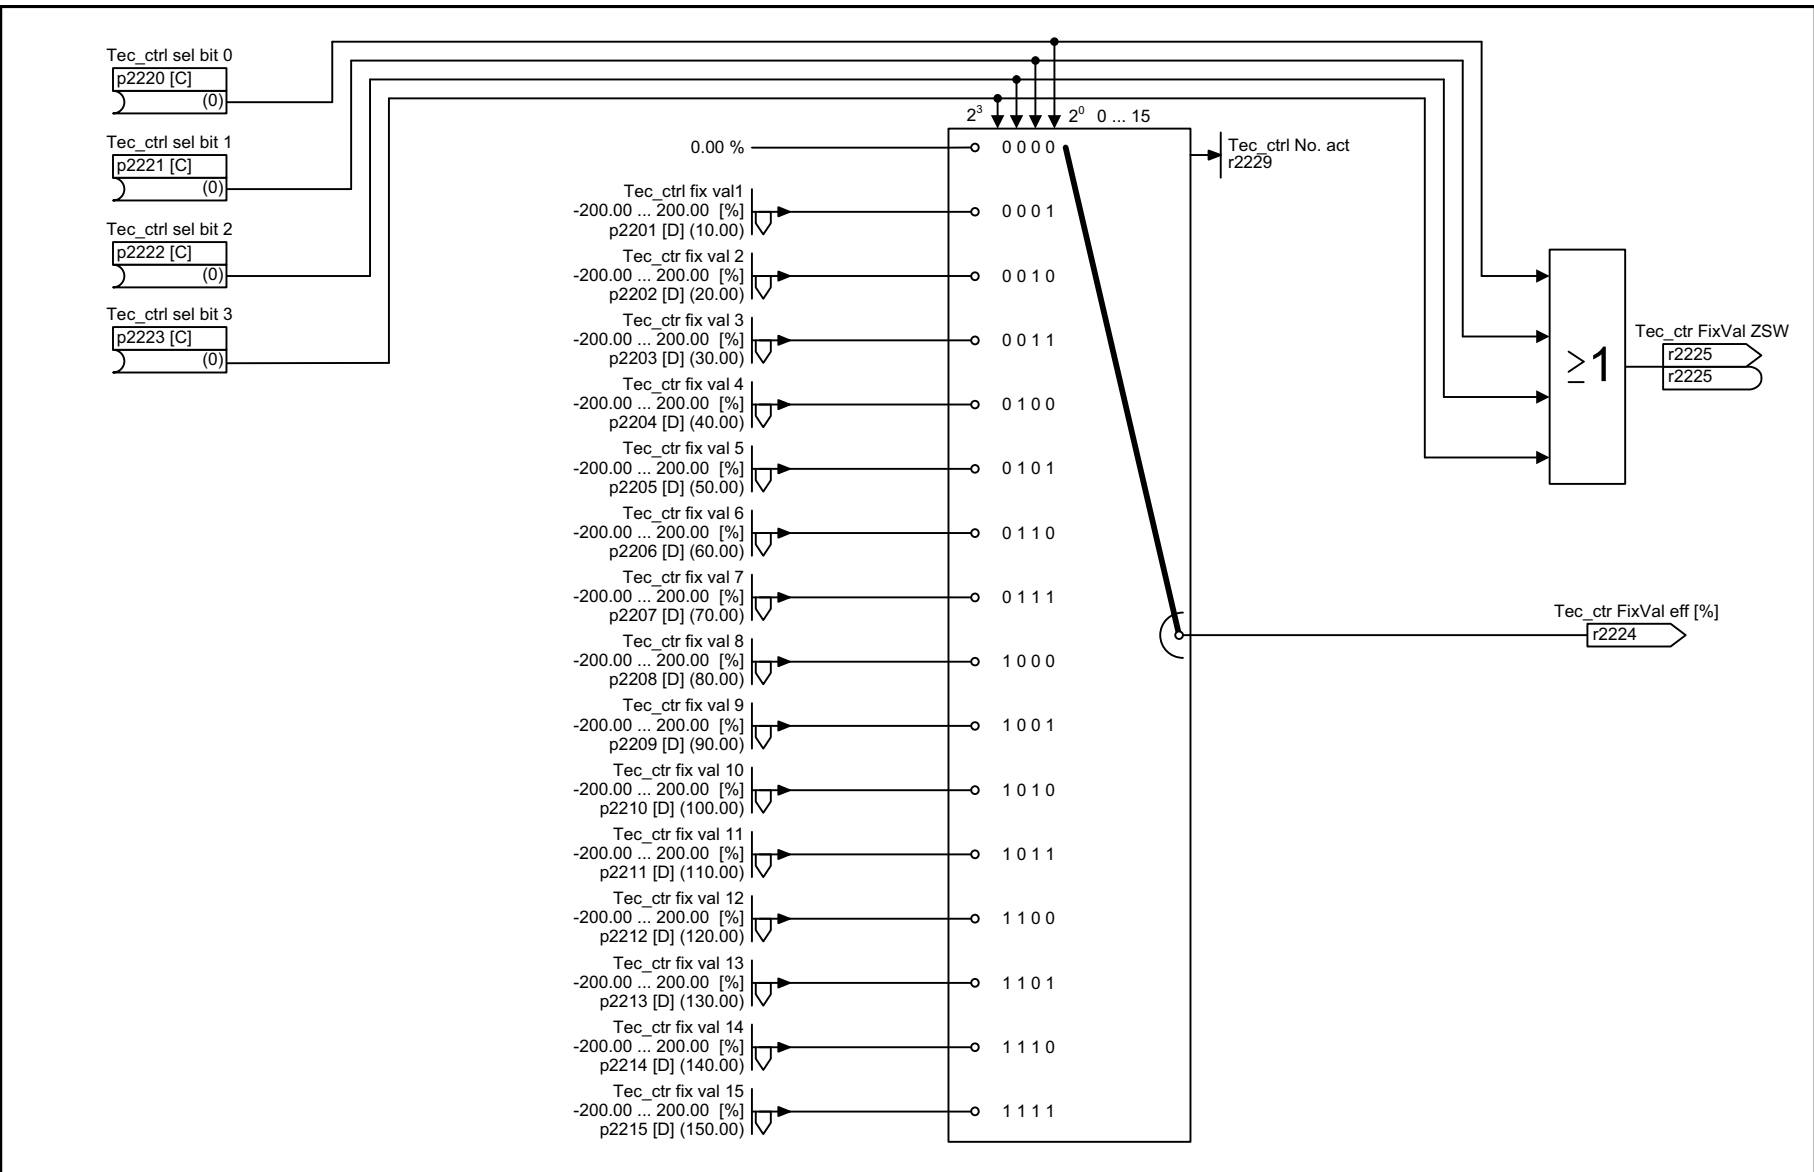 Tec_ctrl sel bit 0
p2220 [C]
(0)
Tec_ctrl sel bit 1
p2221 [C]
(0)
Tec_ctrl sel bit 2
p2222 [C]
(0)
Tec_ctrl sel bit 3
p2223 [C]
(0)
2³ 2⁰ 0 ... 15
0.00 % 0 0 0 0
Tec_ctrl fix val1
-200.00 ... 200.00 [%] 0 0 0 1
p2201 [D] (10.00)
Tec_ctr fix val 2
-200.00 ... 200.00 [%] 0 0 1 0
p2202 [D] (20.00)
Tec_ctr fix val 3
-200.00 ... 200.00 [%] 0 0 1 1
p2203 [D] (30.00)
Tec_ctr fix val 4
-200.00 ... 200.00 [%] 0 1 0 0
p2204 [D] (40.00)
Tec_ctr fix val 5
-200.00 ... 200.00 [%] 0 1 0 1
p2205 [D] (50.00)
Tec_ctr fix val 6
-200.00 ... 200.00 [%] 0 1 1 0
p2206 [D] (60.00)
Tec_ctr fix val 7
-200.00 ... 200.00 [%] 0 1 1 1
p2207 [D] (70.00)
Tec_ctr fix val 8
-200.00 ... 200.00 [%] 1 0 0 0
p2208 [D] (80.00)
Tec_ctr fix val 9
-200.00 ... 200.00 [%] 1 0 0 1
p2209 [D] (90.00)
Tec_ctr fix val 10
-200.00 ... 200.00 [%] 1 0 1 0
p2210 [D] (100.00)
Tec_ctr fix val 11
-200.00 ... 200.00 [%] 1 0 1 1
p2211 [D] (110.00)
Tec_ctr fix val 12
-200.00 ... 200.00 [%] 1 1 0 0
p2212 [D] (120.00)
Tec_ctr fix val 13
-200.00 ... 200.00 [%] 1 1 0 1
p2213 [D] (130.00)
Tec_ctr fix val 14
-200.00 ... 200.00 [%] 1 1 1 0
p2214 [D] (140.00)
Tec_ctr fix val 15
-200.00 ... 200.00 [%] 1 1 1 1
p2215 [D] (150.00)
Tec_ctrl No. act
r2229
≥1
Tec_ctr FixVal ZSW
r2225
r2225
Tec_ctr FixVal eff [%]
r2224